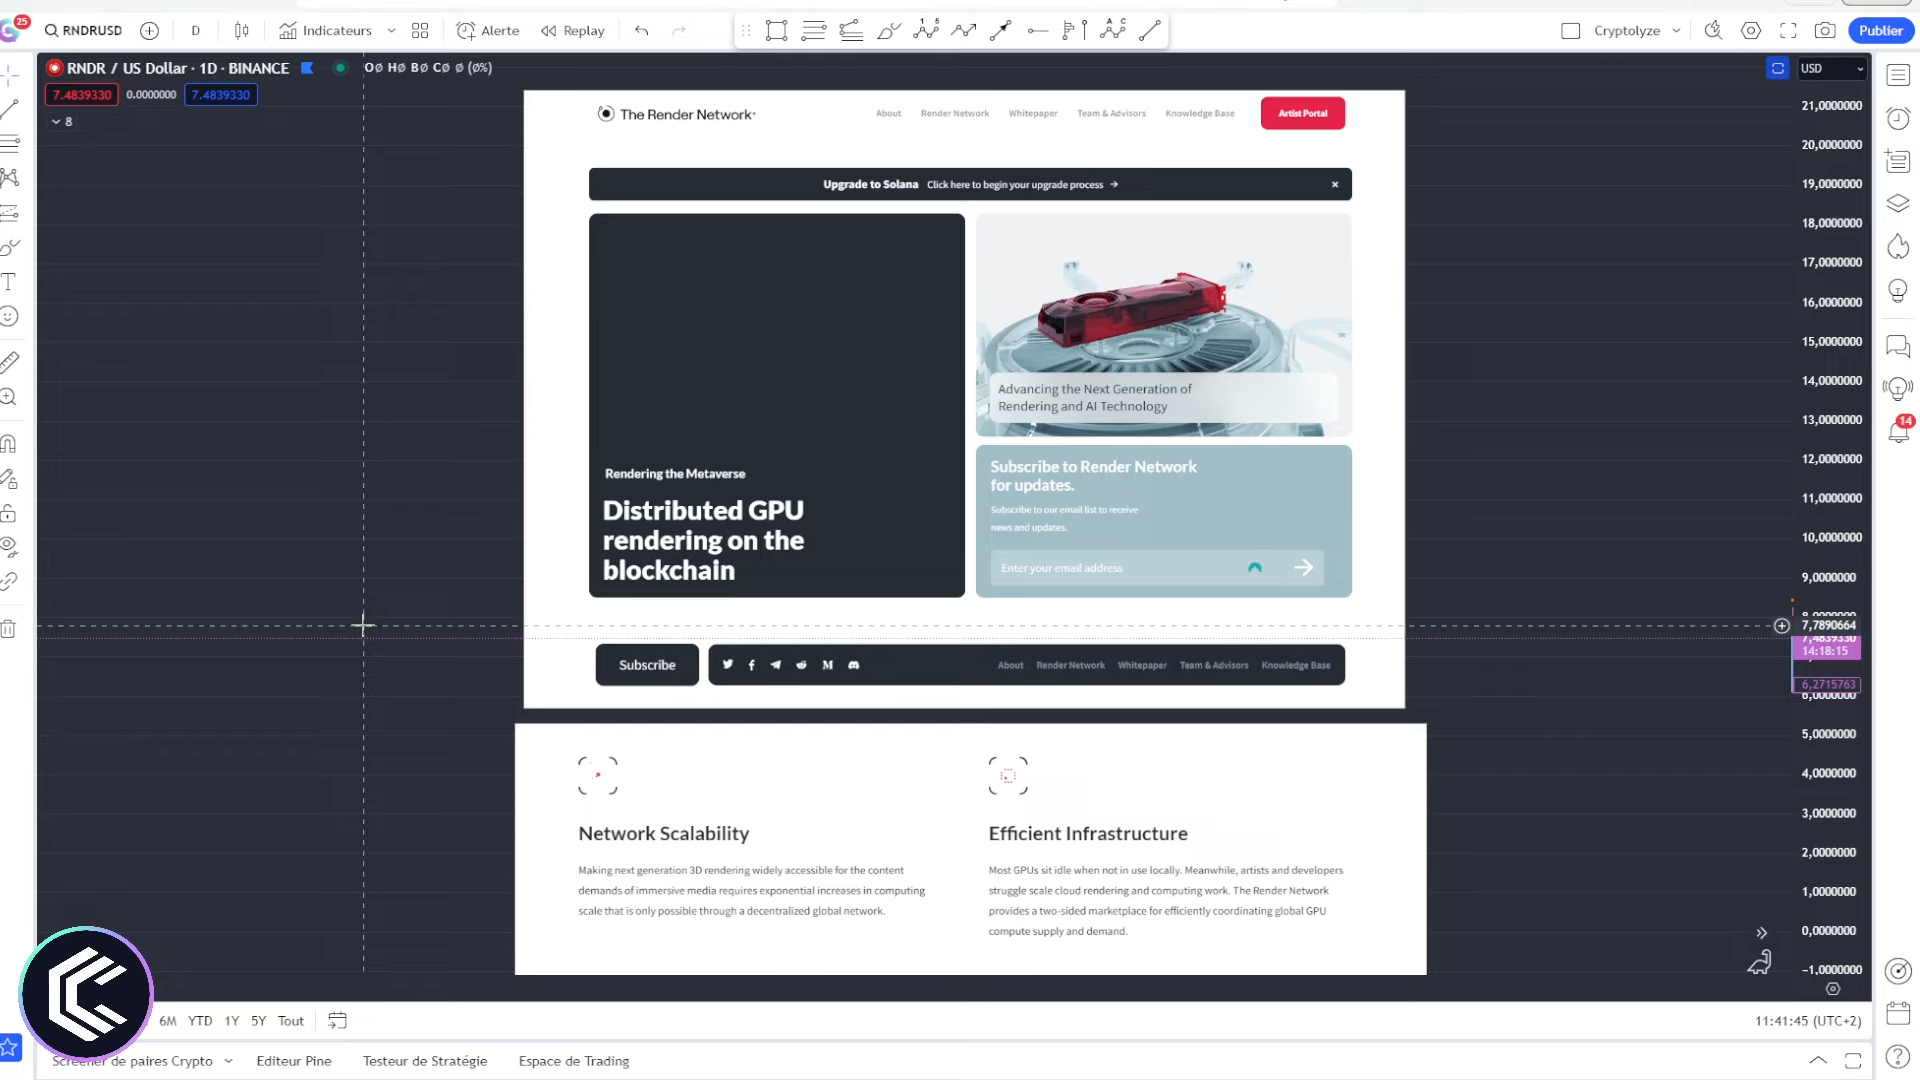 25
RNDRUSD
D
Indicateurs
Alerte
Replay
Cryptolyze
Publier
RNDR / US Dollar · 1D · BINANCE
O∅ H∅ B∅ C∅ ∅ (∅%)
USD
7.4839330
0.0000000
7.4839330
8
The Render Network
About
Render Network
Whitepaper
Team & Advisors
Knowledge Base
Artist Portal
Upgrade to Solana Click here to begin your upgrade process →
Advancing the Next Generation of
Rendering and AI Technology
Rendering the Metaverse
Distributed GPU
rendering on the
blockchain
Subscribe to Render Network
for updates.
Subscribe to our email list to receive
news and updates.
Enter your email address
Subscribe
About
Render Network
Whitepaper
Team & Advisors
Knowledge Base
Network Scalability
Making next generation 3D rendering widely accessible for the content
demands of immersive media requires exponential increases in computing
scale that is only possible through a decentralized global network.
Efficient Infrastructure
Most GPUs sit idle when not in use locally. Meanwhile, artists and developers
struggle scale cloud rendering and computing work. The Render Network
provides a two-sided marketplace for efficiently coordinating global GPU
compute supply and demand.
21,0000000
20,0000000
19,0000000
18,0000000
17,0000000
16,0000000
15,0000000
14,0000000
13,0000000
12,0000000
11,0000000
10,0000000
9,0000000
8,0000000
7,7890664
7,4839330
14:18:15
6,2715763
6,0000000
5,0000000
4,0000000
3,0000000
2,0000000
1,0000000
0,0000000
−1,0000000
14
6M
YTD
1Y
5Y
Tout
11:41:45 (UTC+2)
Screener de paires Crypto
Editeur Pine
Testeur de Stratégie
Espace de Trading